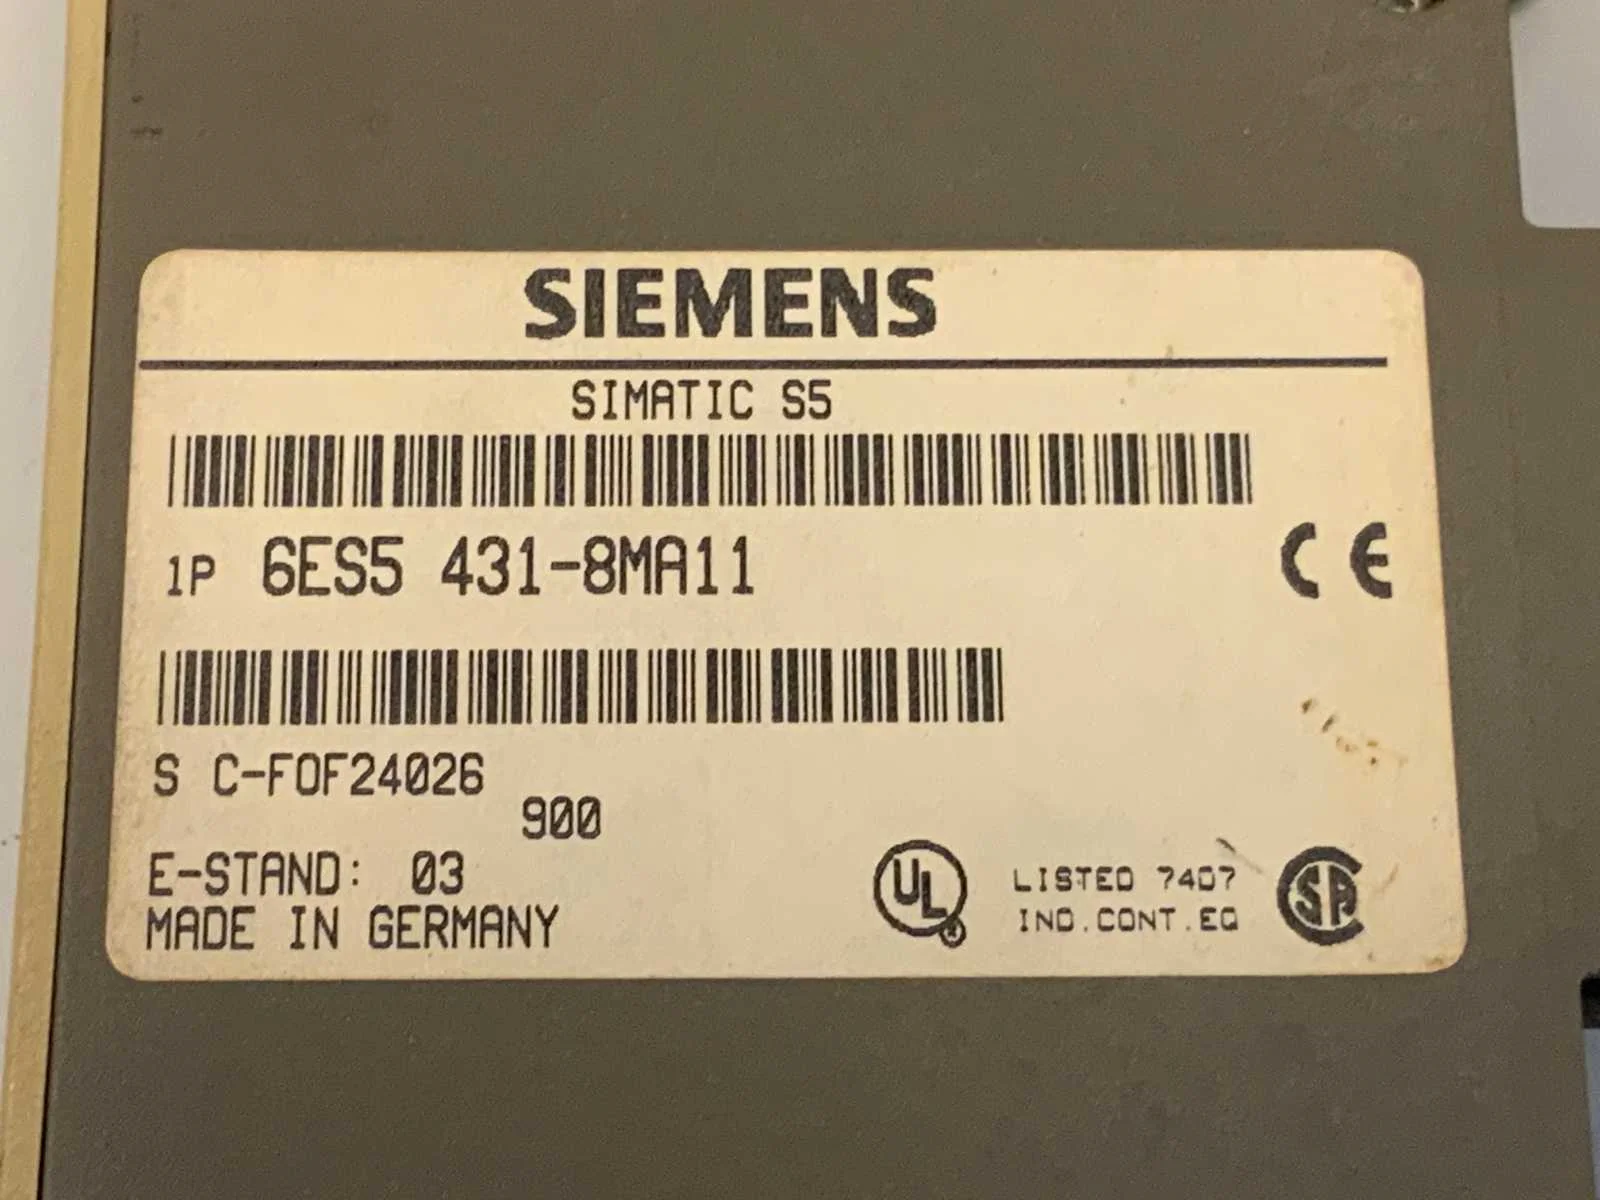 SIEMENS
SIMATIC S5
1P 6ES5 431-8MA11
CE
S C-FOF24026
900
E-STAND: 03
MADE IN GERMANY
UL ®
LISTED 7407
IND.CONT.EQ
SA